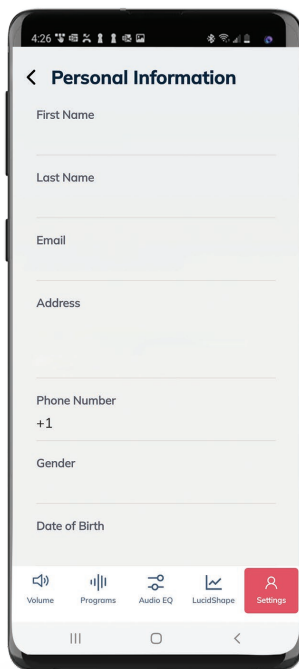 4:26
Personal Information
First Name
Last Name
Email
Address
Phone Number
+1
Gender
Date of Birth
Volume Programs Audio EQ LucidShape Settings